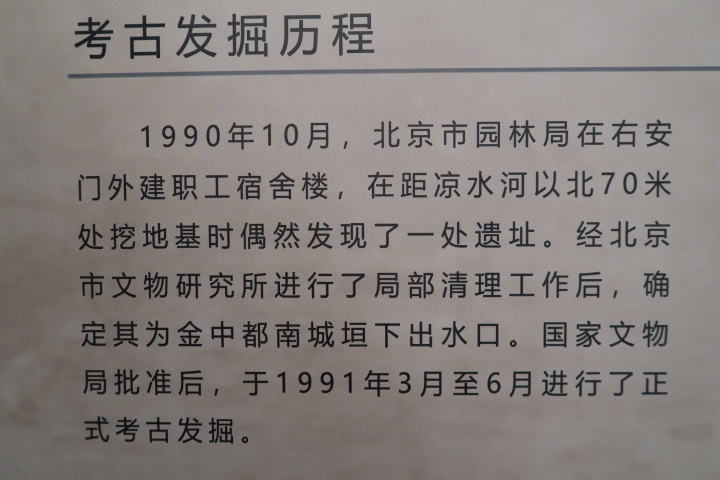 考古发掘历程
1990年10月，北京市园林局在右安
门外建职工宿舍楼，在距凉水河以北70米
处挖地基时偶然发现了一处遗址。经北京
市文物研究所进行了局部清理工作后，确
定其为金中都南城垣下出水口。国家文物
局批准后，于1991年3月至6月进行了正
式考古发掘。